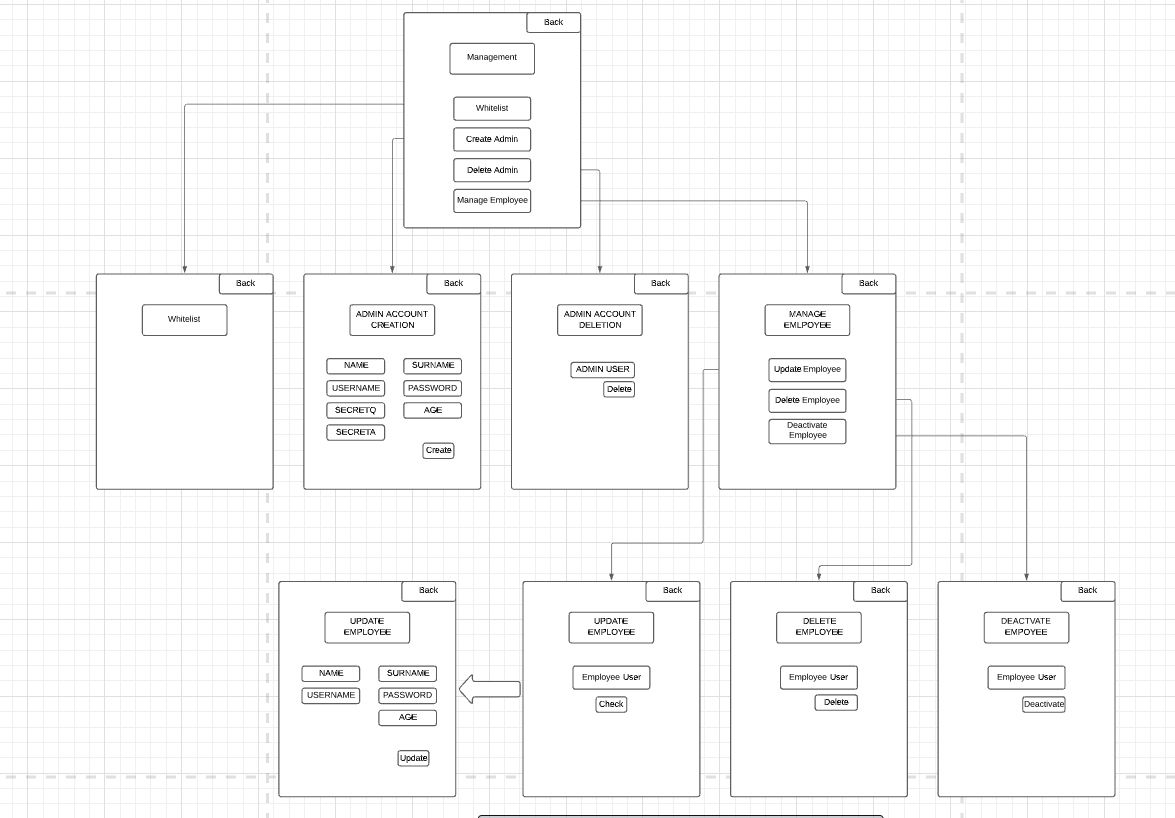 Back
Management
Whitelist
Create Admin
Delete Admin
Manage Employee
Back
Whitelist
Back
ADMIN ACCOUNT
CREATION
NAME
SURNAME
USERNAME
PASSWORD
SECRETQ
AGE
SECRETA
Create
Back
ADMIN ACCOUNT
DELETION
ADMIN USER
Delete
Back
MANAGE
EMLPOYEE
Update Employee
Delete Employee
Deactivate
Employee
Back
UPDATE
EMPLOYEE
NAME
SURNAME
USERNAME
PASSWORD
AGE
Update
Back
UPDATE
EMPLOYEE
Employee User
Check
Back
DELETE
EMPLOYEE
Employee User
Delete
Back
DEACTVATE
EMPOYEE
Employee User
Deactivate